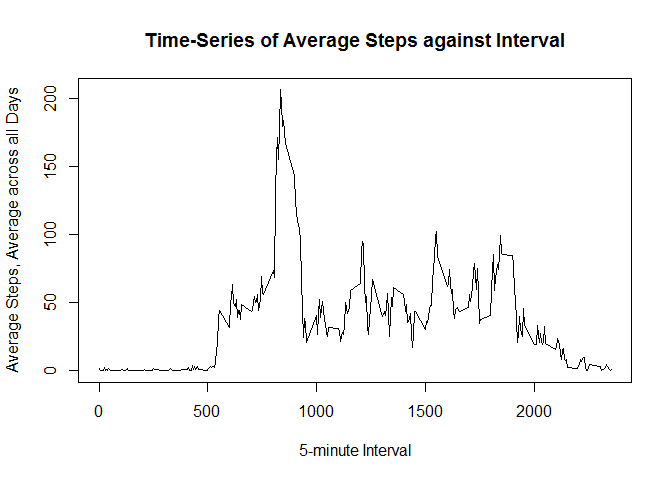 Time-Series of Average Steps against Interval
Average Steps, Average across all Days
200
150
100
50
0
0 500 1000 1500 2000
5-minute Interval